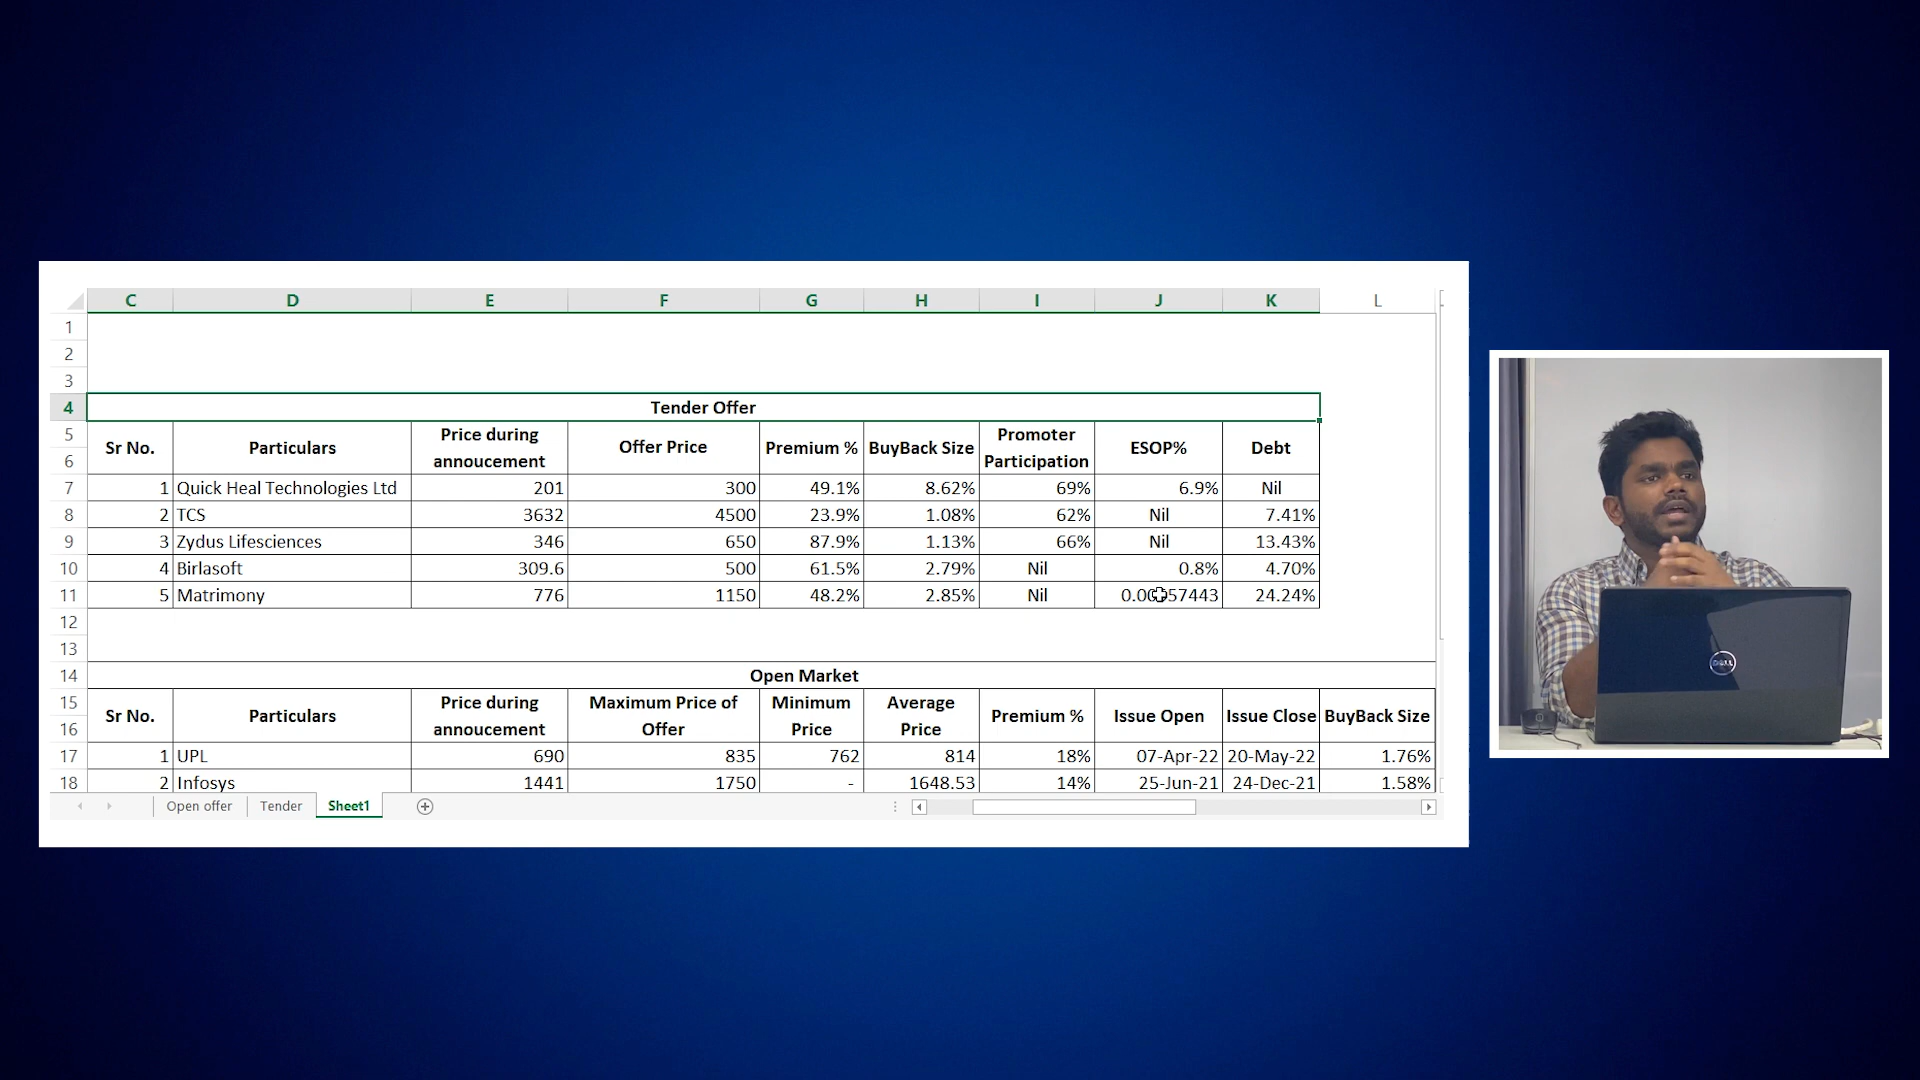 C D E F G H I J K L
1
2
3
4 Tender Offer
5 Sr No. Particulars Price during Offer Price Premium % BuyBack Size Promoter ESOP% Debt
6 annoucement Participation
7 1 Quick Heal Technologies Ltd 201 300 49.1% 8.62% 69% 6.9% Nil
8 2 TCS 3632 4500 23.9% 1.08% 62% Nil 7.41%
9 3 Zydus Lifesciences 346 650 87.9% 1.13% 66% Nil 13.43%
10 4 Birlasoft 309.6 500 61.5% 2.79% Nil 0.8% 4.70%
11 5 Matrimony 776 1150 48.2% 2.85% Nil 24.24%
12
13
14 Open Market
15 Sr No. Particulars Price during Maximum Price of Minimum Average Premium % Issue Open Issue Close BuyBack Size
16 annoucement Offer Price Price
17 1 UPL 690 835 762 814 18% 07-Apr-22 20-May-22 1.76%
18 2 Infosys 1441 1750 - 1648.53 14% 25-Jun-21 24-Dec-21 1.58%
Open offer Tender Sheet1
DELL